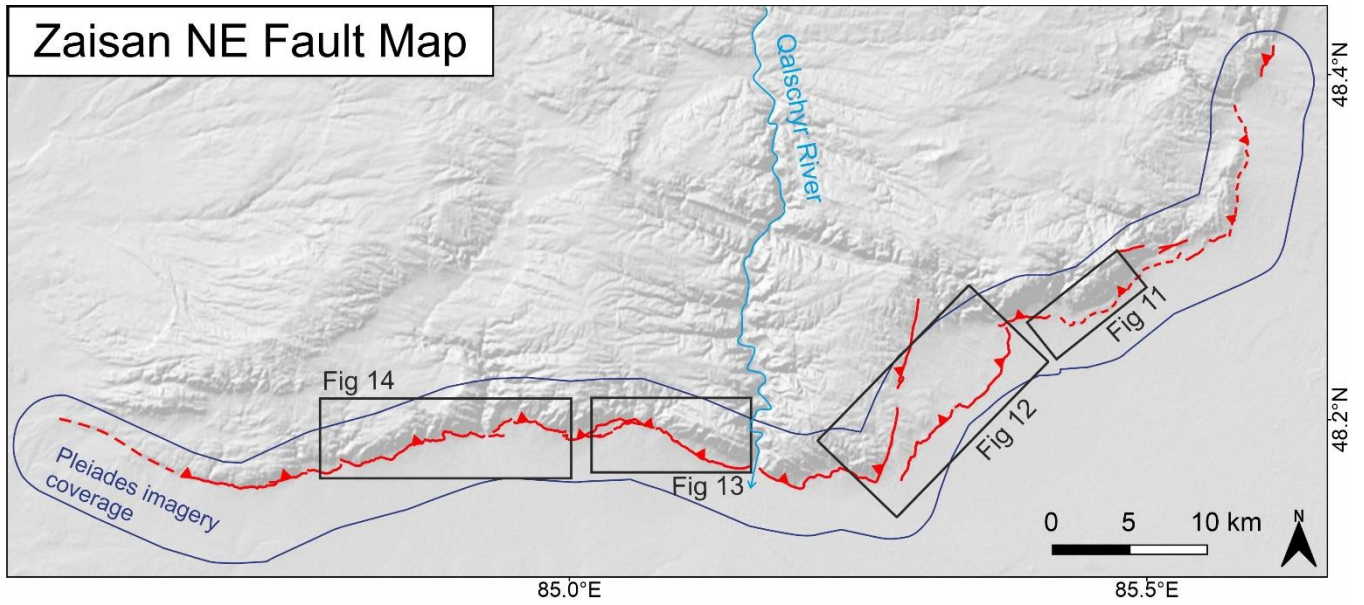 Zaisan NE Fault Map
Qalschyr River
48.4°N
Fig 11
Fig 14
48.2°N
Fig 12
Pleiades imagery
coverage
Fig 13
0 5 10 km
N
85.0°E
85.5°E